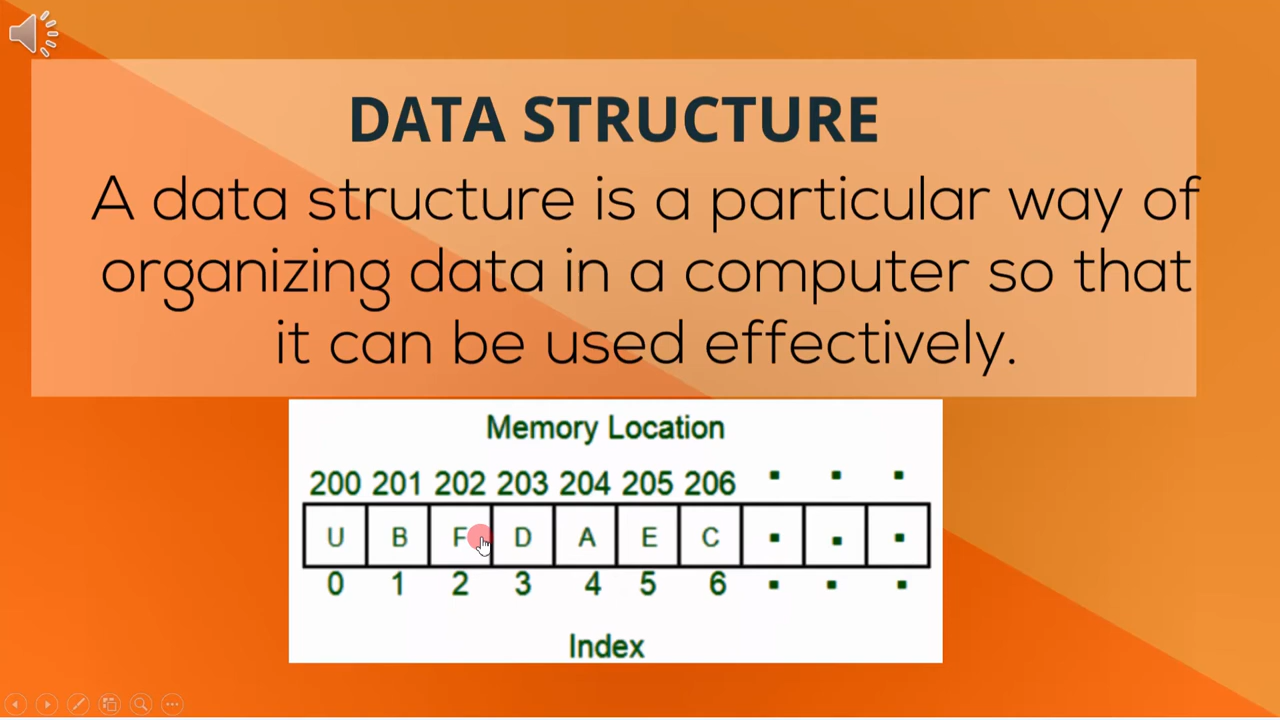 DATA STRUCTURE
A data structure is a particular way of
organizing data in a computer so that
it can be used effectively.
Memory Location
200 201 202 203 204 205 206
U B F D A E C
0 1 2 3 4 5 6
Index